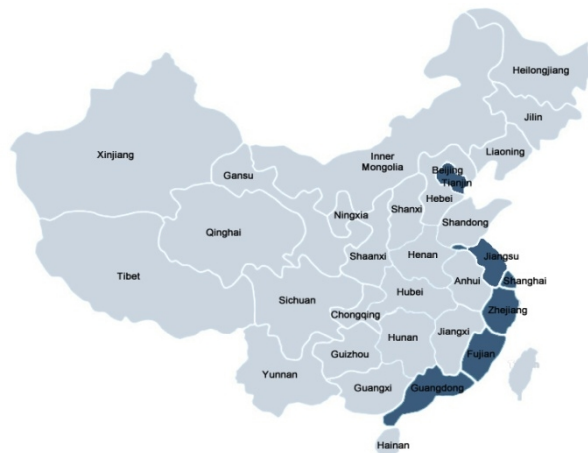 Heilongjiang
Jilin
Liaoning
Xinjiang
Inner
Mongolia
Gansu
Beijing
Tianjin
Hebei
Ningxia
Shanxi
Shandong
Qinghai
Shaanxi
Henan
Jiangsu
Tibet
Anhui
Shanghai
Sichuan
Hubei
Chongqing
Zhejiang
Hunan
Jiangxi
Guizhou
Fujian
Yunnan
Guangxi
Guangdong
Hainan